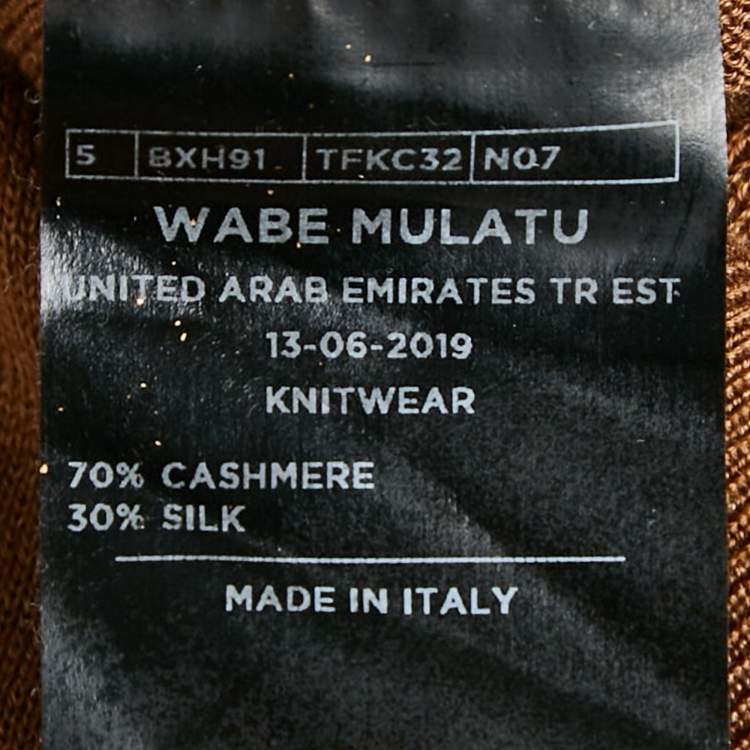 5 BXH91 TFKC32 N07
WABE MULATU
UNITED ARAB EMIRATES TR EST
13-06-2019
KNITWEAR
70% CASHMERE
30% SILK
MADE IN ITALY